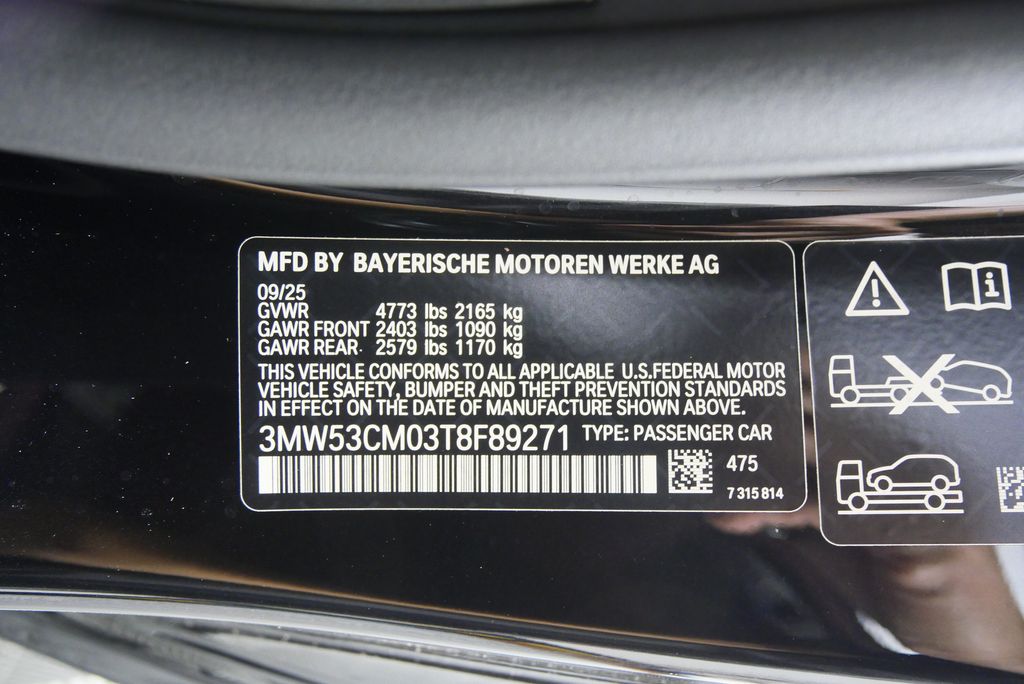 MFD BY BAYERISCHE MOTOREN WERKE AG
09/25
GVWR 4773 lbs 2165 kg
GAWR FRONT 2403 lbs 1090 kg
GAWR REAR 2579 lbs 1170 kg
THIS VEHICLE CONFORMS TO ALL APPLICABLE U.S.FEDERAL MOTOR
VEHICLE SAFETY, BUMPER AND THEFT PREVENTION STANDARDS
IN EFFECT ON THE DATE OF MANUFACTURE SHOWN ABOVE.
3MW53CM03T8F89271 TYPE: PASSENGER CAR
475
7 315 814